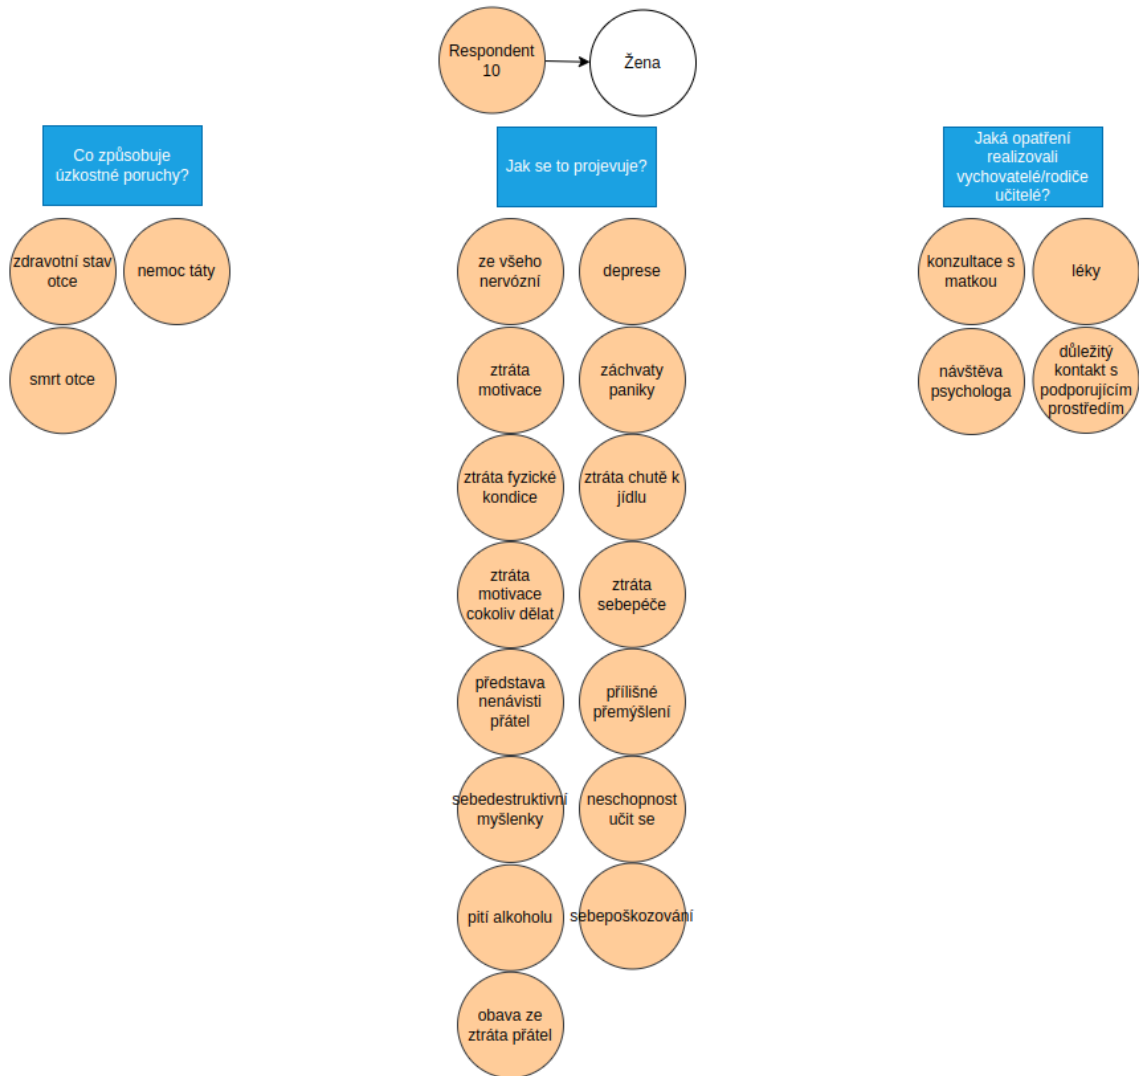 Respondent
10
Žena
Co způsobuje
úzkostné poruchy?
zdravotní stav
otce
nemoc táty
smrt otce
Jak se to projevuje?
ze všeho
nervózní
deprese
ztráta
motivace
záchvaty
paniky
ztráta fyzické
kondice
ztráta chutě k
jídlu
ztráta
motivace
cokoliv dělat
ztráta
sebepéče
představa
nenávisti
přátel
přílišné
přemýšlení
sebedestruktivní
myšlenky
neschopnost
učit se
pití alkoholu
sebepoškozování
obava ze
ztráta přátel
Jaká opatření
realizovali
vychovatelé/rodiče
učitelé?
konzultace s
matkou
léky
návštěva
psychologa
důležitý
kontakt s
podporujícím
prostředím